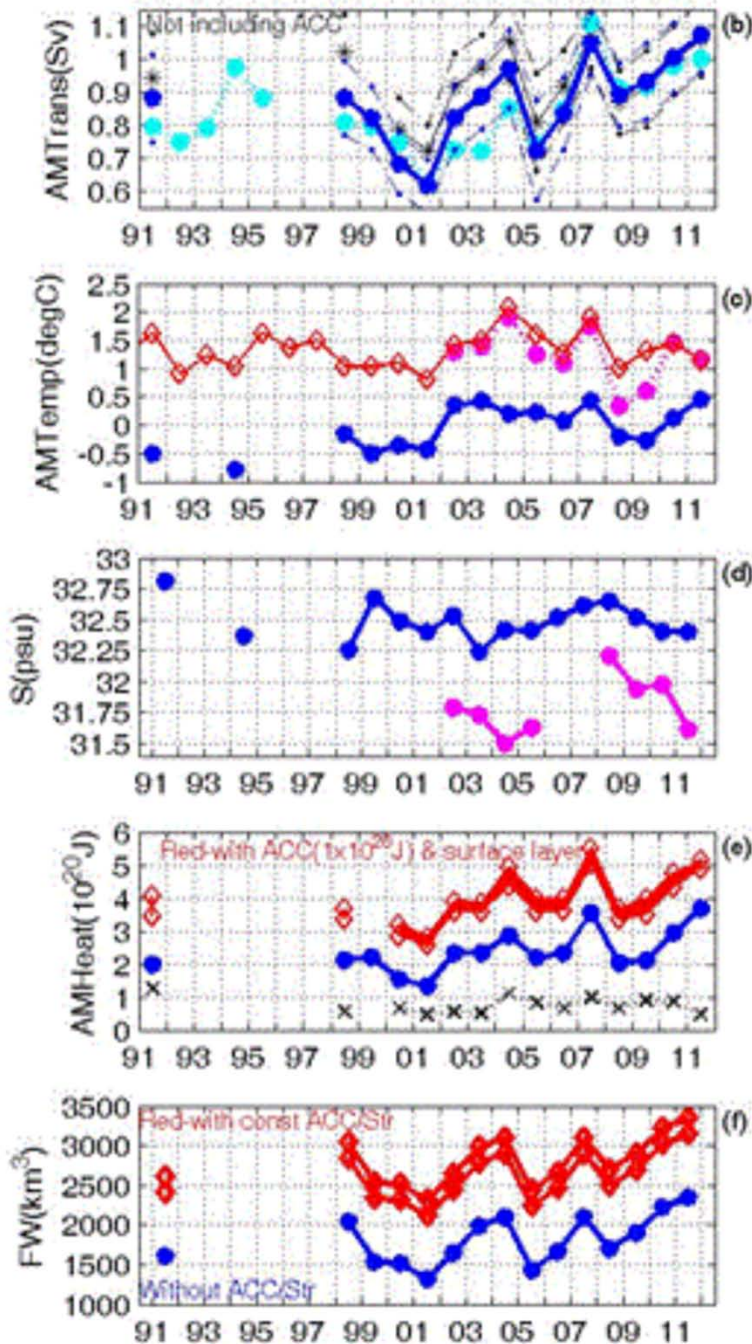 Not including ACC
(b)
AMTrans(Sv)
1.1
1
0.9
0.8
0.7
0.6
91 93 95 97 99 01 03 05 07 09 11
(c)
AMTemp(degC)
2.5
2
1.5
1
0.5
0
-0.5
-1
91 93 95 97 99 01 03 05 07 09 11
(d)
S(psu)
33
32.75
32.5
32.25
32
31.75
31.5
91 93 95 97 99 01 03 05 07 09 11
(e)
Red-with ACC(1x10²⁰J) & surface layer
AMHeat(10²⁰J)
6
5
4
3
2
1
0
91 93 95 97 99 01 03 05 07 09 11
(f)
Red-with const ACC/Str
FW(km³)
3500
3000
2500
2000
1500
1000
Without ACC/Str
91 93 95 97 99 01 03 05 07 09 11